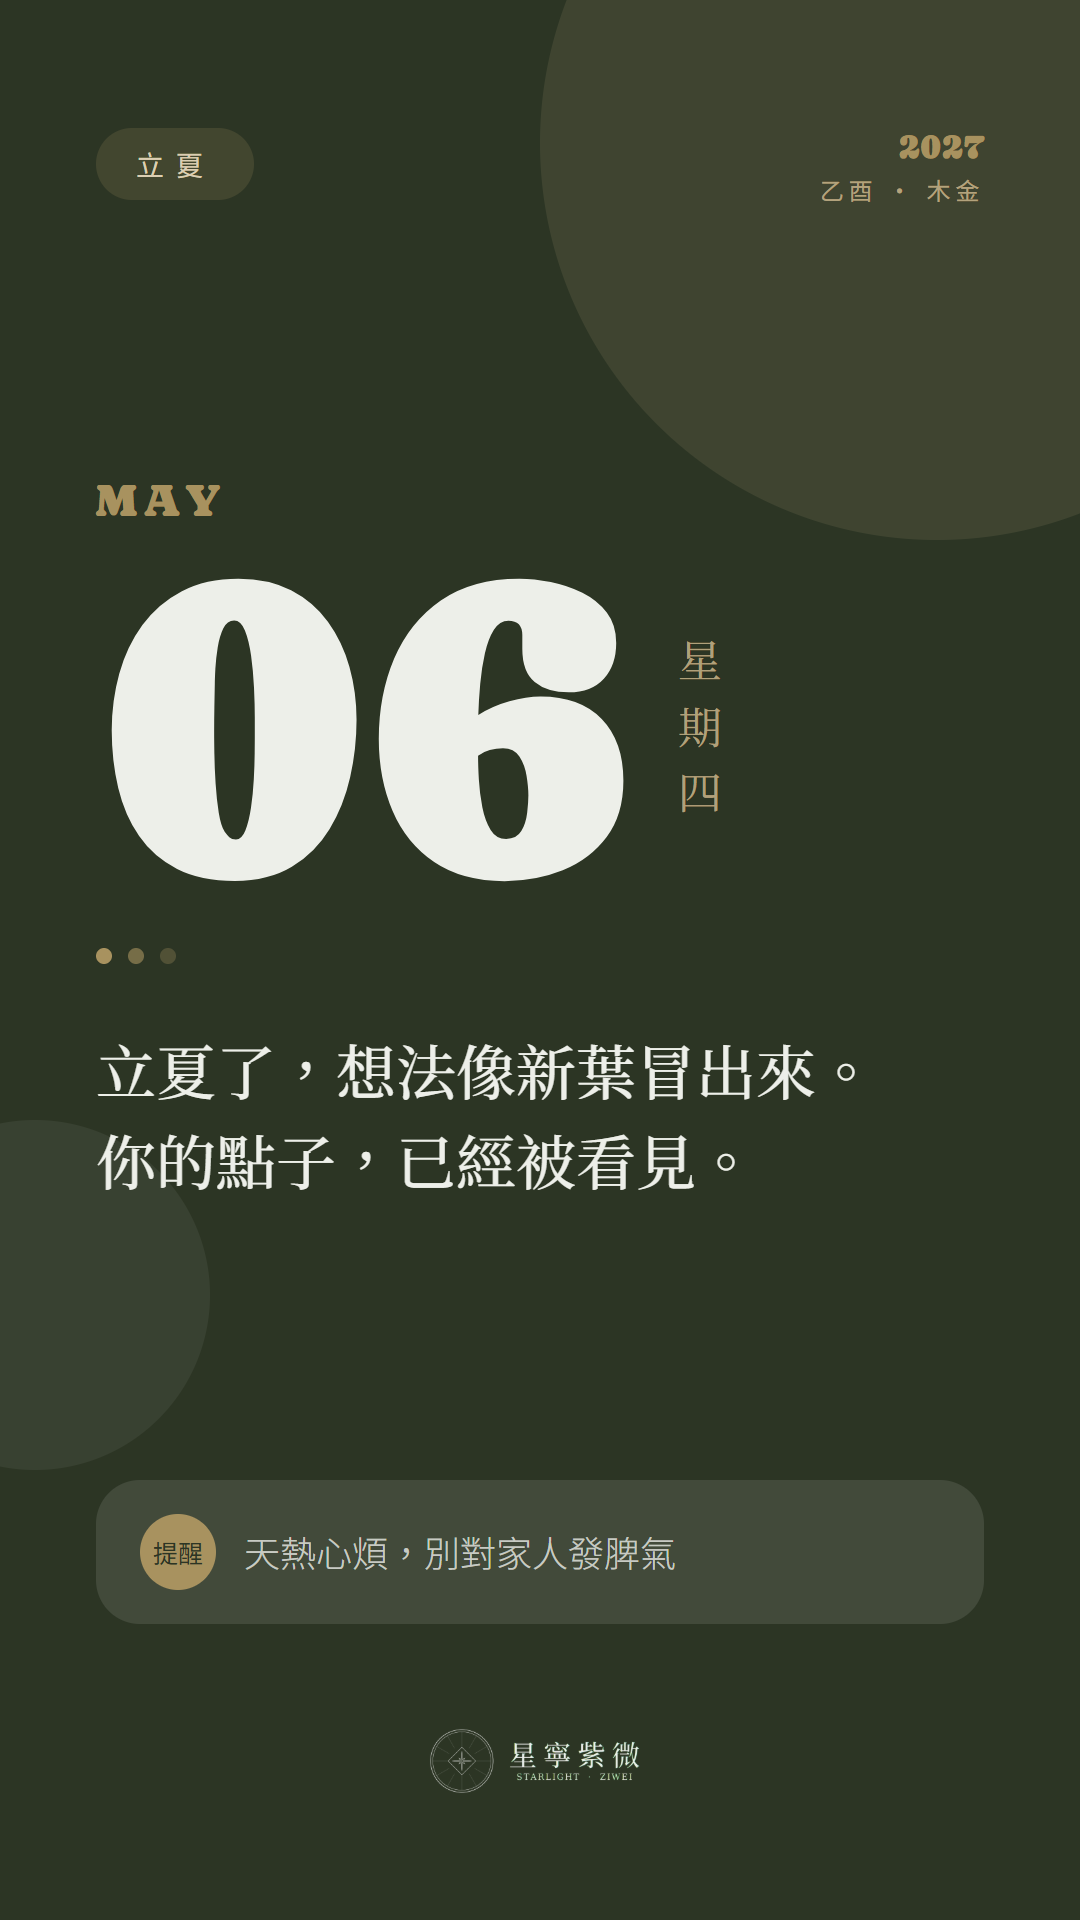 立夏
2027
乙酉 · 木金
MAY
06
星期四
立夏了，想法像新葉冒出來。
你的點子，已經被看見。
提醒
天熱心煩，別對家人發脾氣
星寧紫微
STARLIGHT · ZIWEI